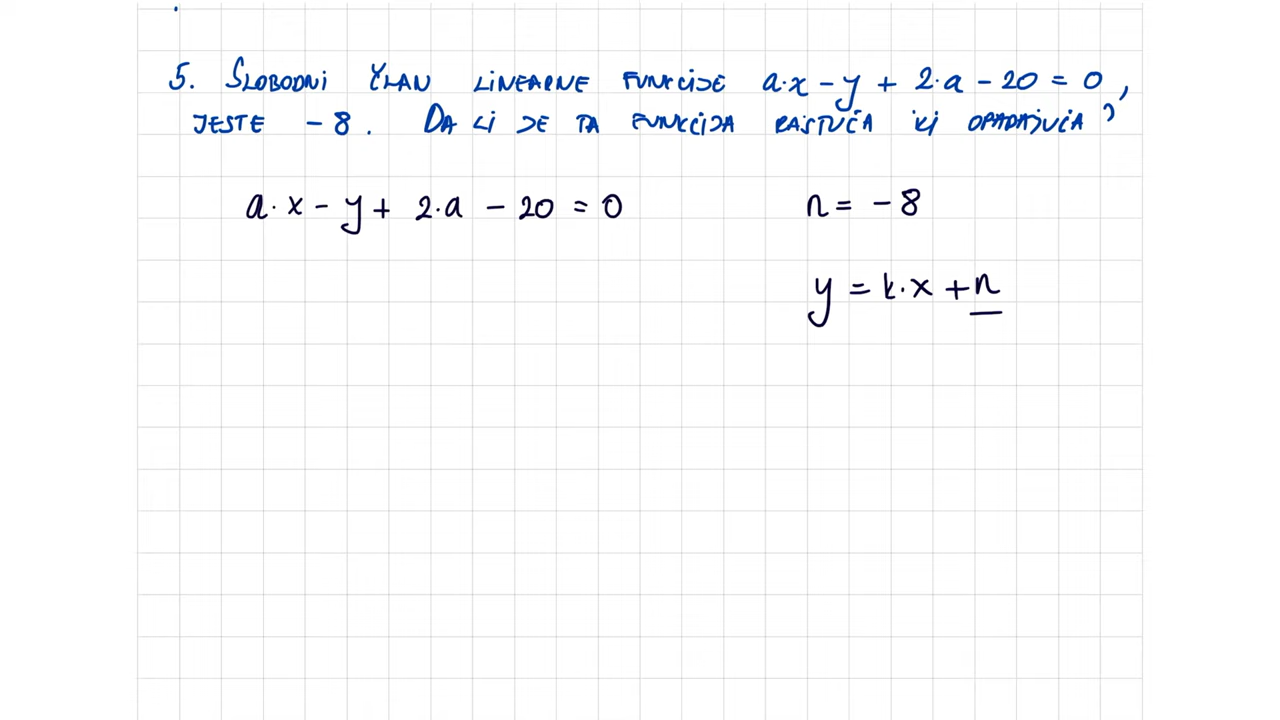 5. SLOBODNI ČLAN LINEARNE FUNKCIJE a·x - y + 2·a - 20 = 0,
JESTE -8. DA LI JE TA FUNKCIJA RASTUĆA ILI OPADAJUĆA?
a·x - y + 2·a - 20 = 0
n = -8
y = k·x + n